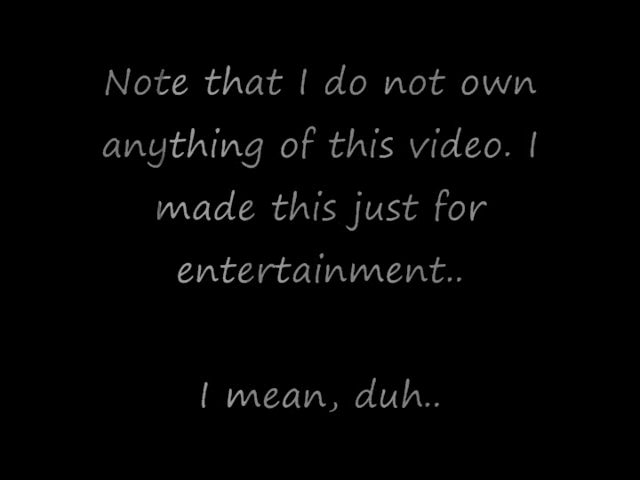 Note that I do not own
anything of this video. I
made this just for
entertainment..
I mean, duh..